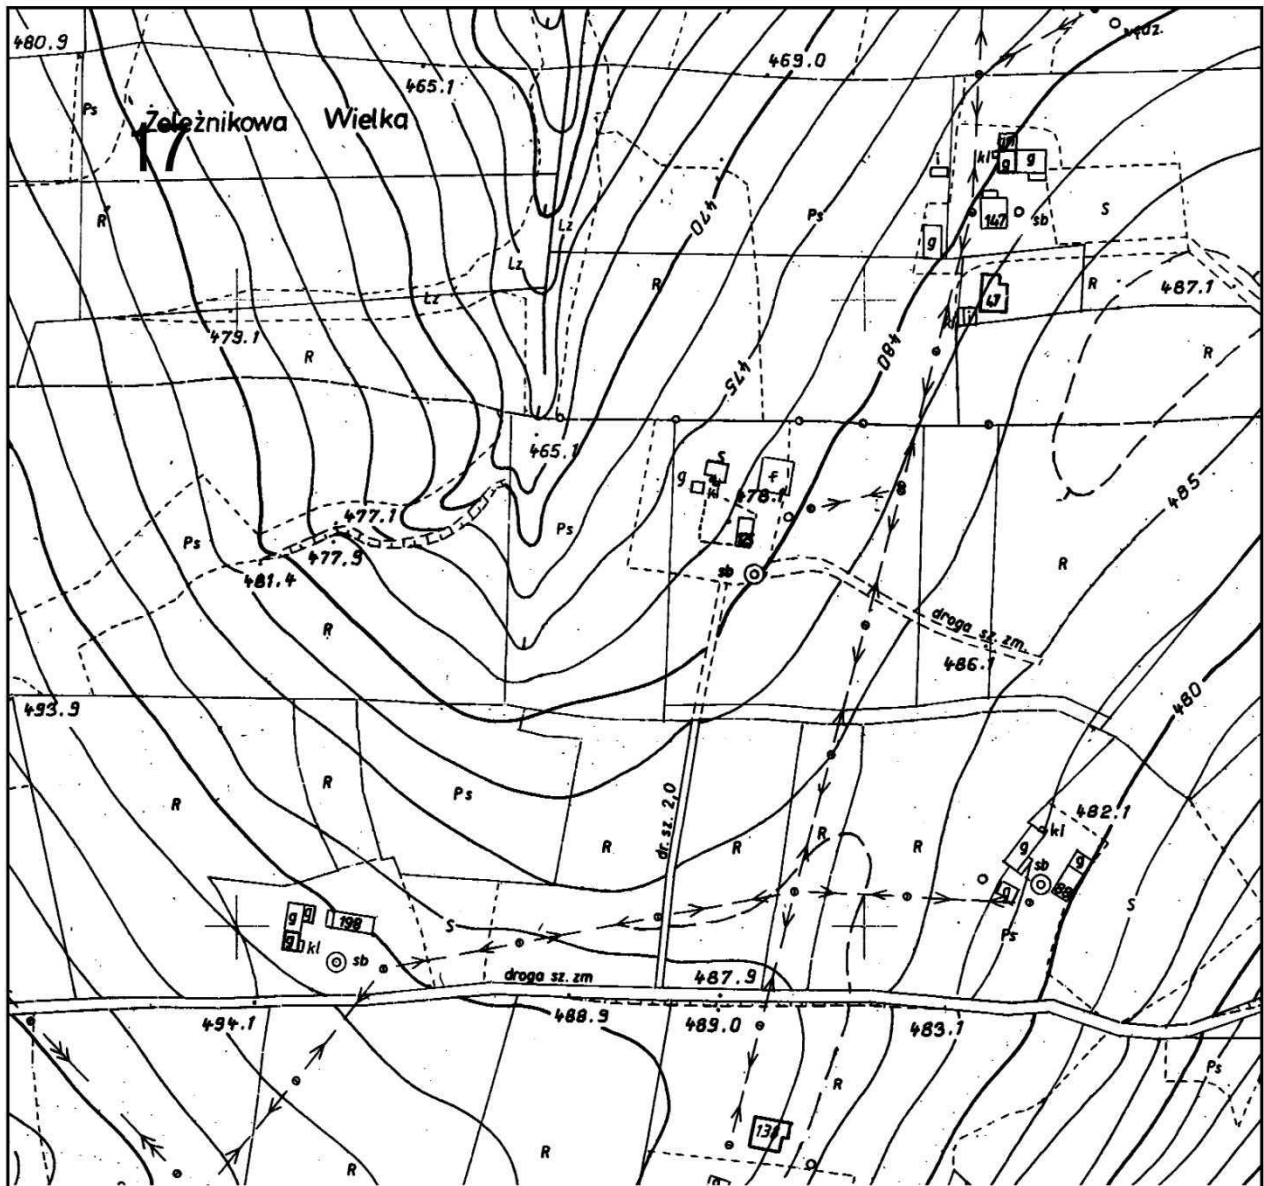 480.9
469.0
wędz.
465.1
Ps
Żeleźnikowa Wielka
17
gm
kl
g
g
i
R
Lz
470
Ps
147
sb
S
g
Lz
R
47
R
487.1
Lz
479.1
R
480
R
475
i
465.1
S
g
f
kl
478.1
485
477.1
Ps
477.9
Ps
125
481.4
sb
R
R
droga sz. zm.
486.1
493.9
480
R
R
Ps
dr. sz. 2,0
482.1
R
R
R
R
kl
g
g
sb
88
g
S
g
g
198
S
g
kl
sb
Ps
droga sz. zm
487.9
494.1
488.9
489.0
483.1
Ps
R
136
R
R